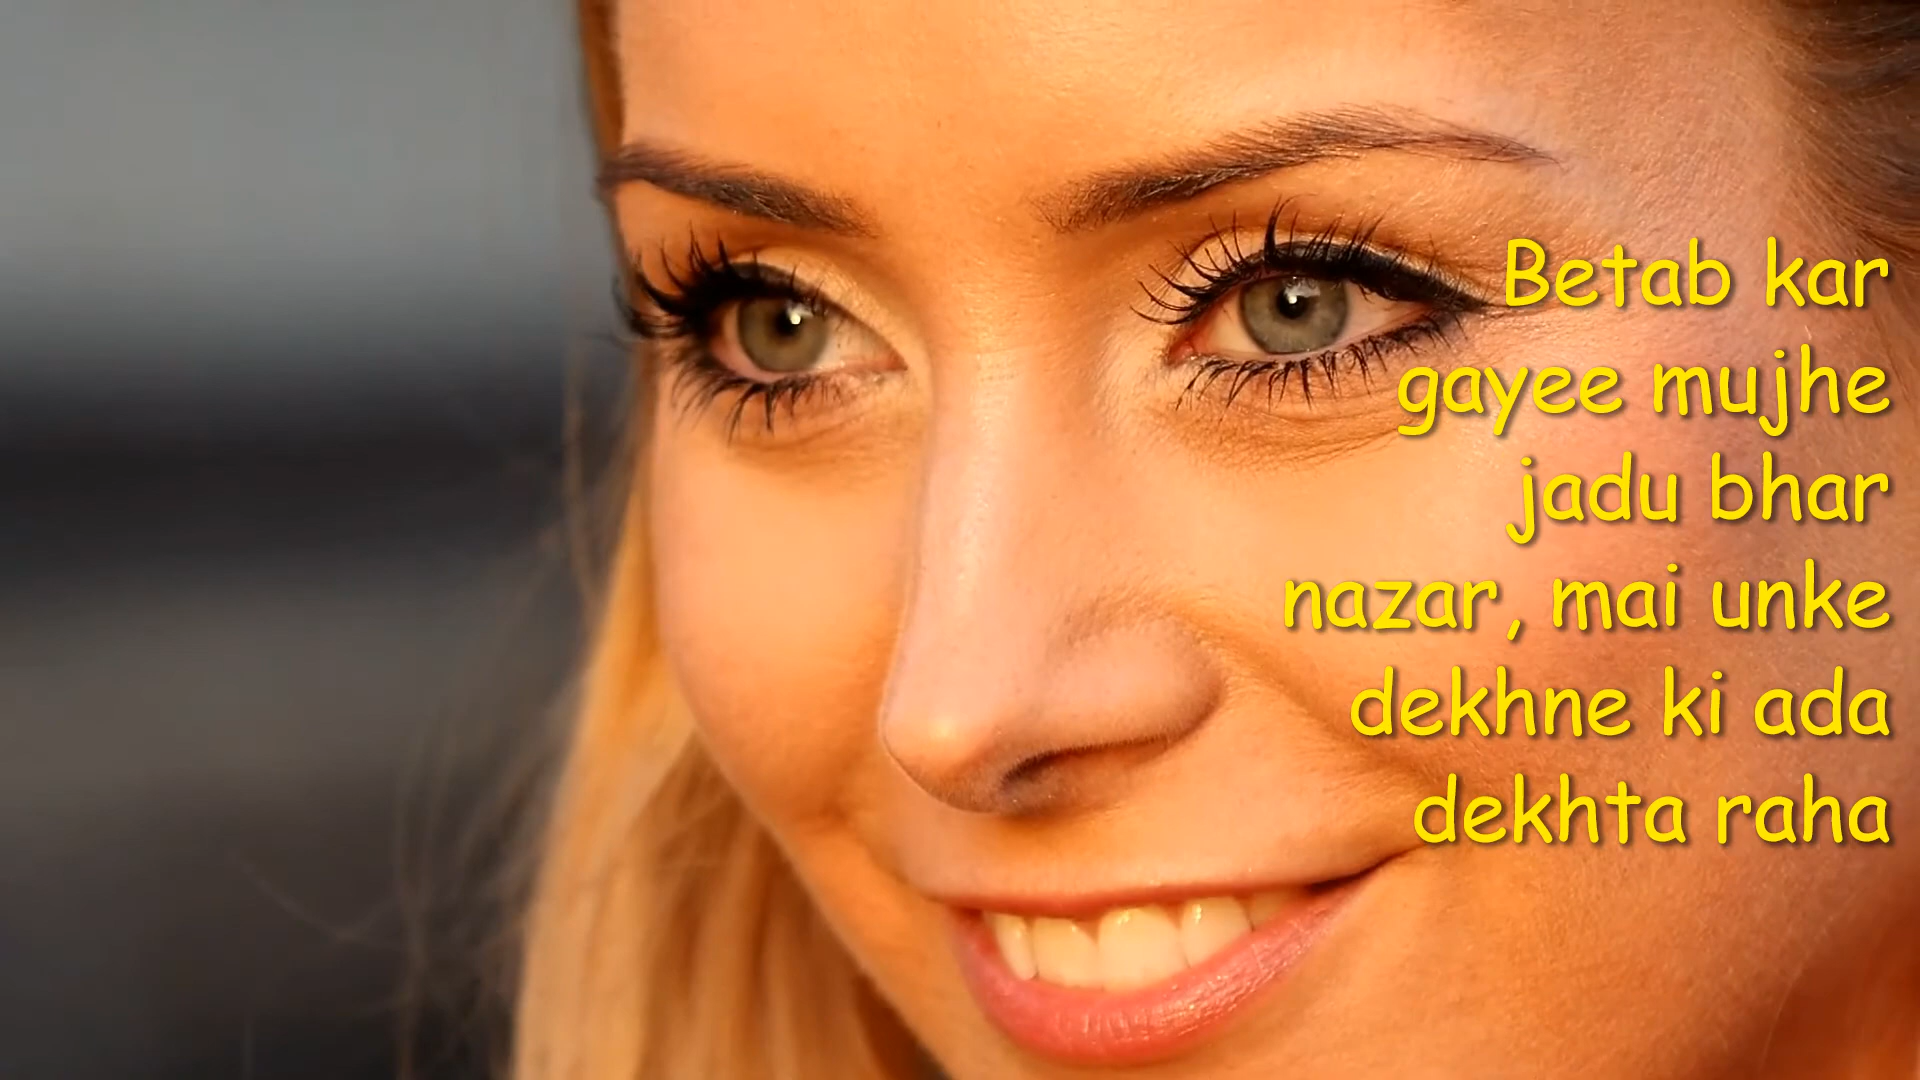 Betab kar
gayee mujhe
jadu bhar
nazar, mai unke
dekhne ki ada
dekhta raha